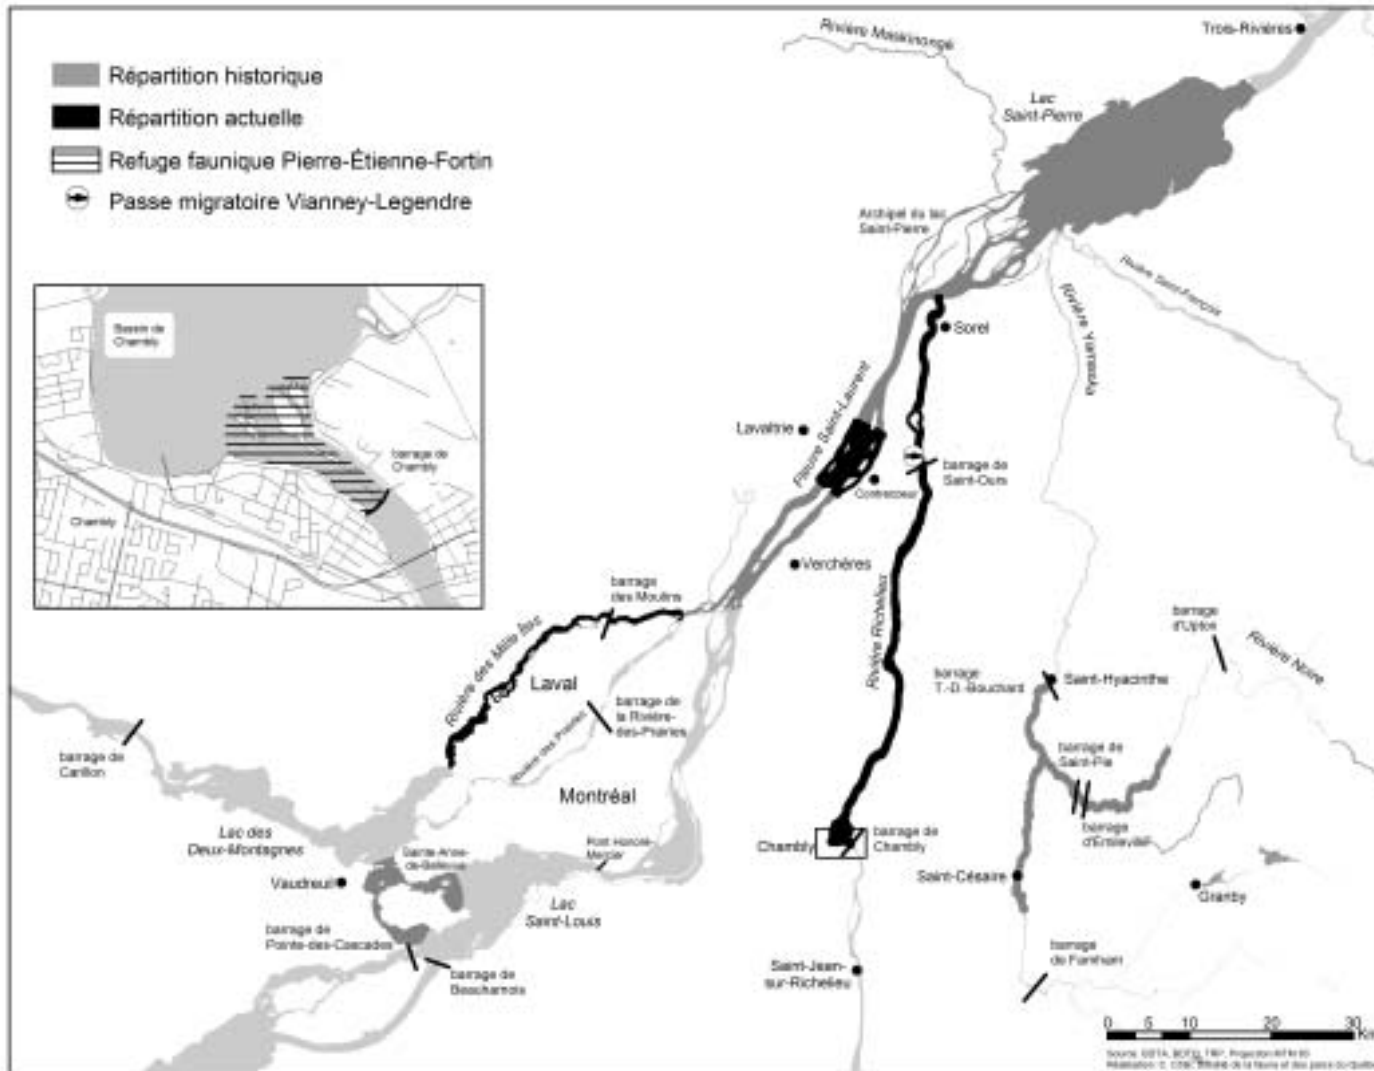 Répartition historique
Répartition actuelle
Refuge faunique Pierre-Étienne-Fortin
Passe migratoire Vianney-Legendre
Rivière Maskinongé
Trois-Rivières
Lac
Saint-Pierre
Archipel du lac
Saint-Pierre
Rivière Saint-François
Rivière Yamaska
Sorel
Bassin de
Chambly
barrage de
Chambly
Chambly
Lavaltrie
Fleuve Saint-Laurent
barrage de
Saint-Ours
Contrecoeur
Verchères
barrage
des Moulins
Rivière des Mille Îles
Laval
Rivière Richelieu
barrage
d'Upton
Rivière Noire
barrage
T.-D.-Bouchard
Saint-Hyacinthe
barrage de
la Rivière-
des-Prairies
Rivière des Prairies
barrage de
Carillon
barrage de
Saint-Pie
Montréal
barrage
d'Emileville
Lac des
Deux-Montagnes
Pont Honoré-
Mercier
Chambly
barrage de
Chambly
Sainte-Anne-
de-Bellevue
Vaudreuil
Saint-Césaire
Granby
Lac
Saint-Louis
barrage de
Pointe-des-Cascades
barrage de
Beauharnois
Saint-Jean-
sur-Richelieu
barrage
de Farnham
0 5 10 20 30
Km